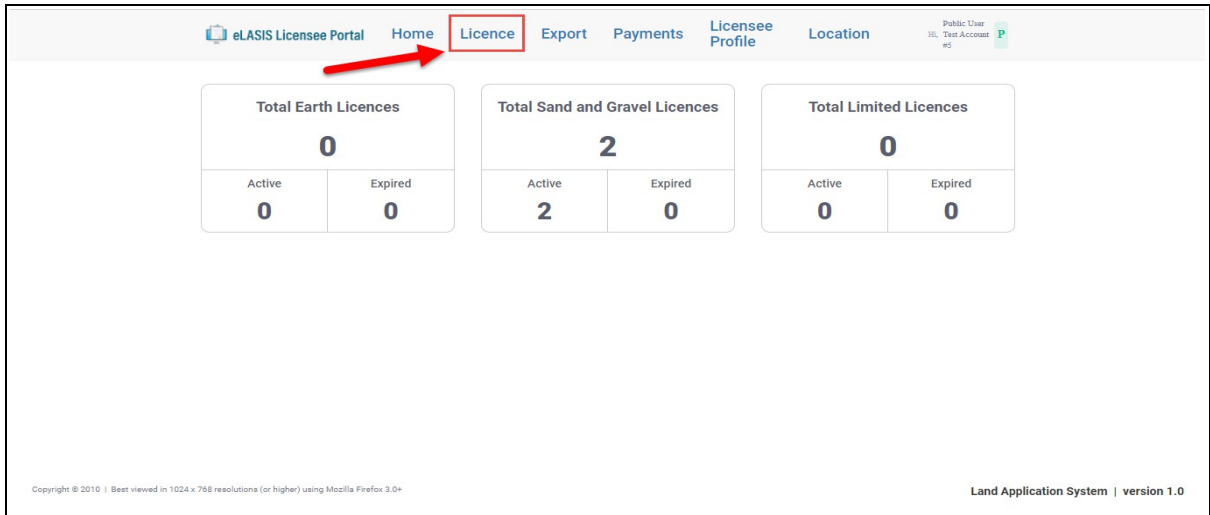 eLASIS Licensee Portal
Home
Licence
Export
Payments
Licensee
Profile
Location
Public User
Hi, Test Account P
#5
Total Earth Licences
0
Active
Expired
0
0
Total Sand and Gravel Licences
2
Active
Expired
2
0
Total Limited Licences
0
Active
Expired
0
0
Copyright © 2010 | Best viewed in 1024 x 768 resolutions (or higher) using Mozilla Firefox 3.0+
Land Application System | version 1.0